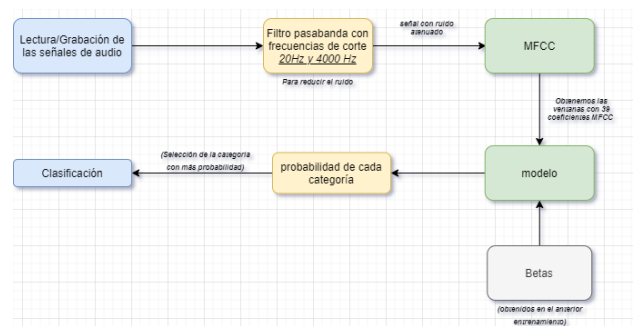 Lectura/Grabación de
las señales de audio
Filtro pasabanda con
frecuencias de corte
20Hz y 4000 Hz
Para reducir el ruido
señal con ruido
atenuado
MFCC
Obtenemos las
ventanas con 39
coeficientes MFCC
Clasificación
(Selección de la categoría
con más probabilidad)
probabilidad de cada
categoría
modelo
Betas
(obtenidos en el anterior
entrenamiento)